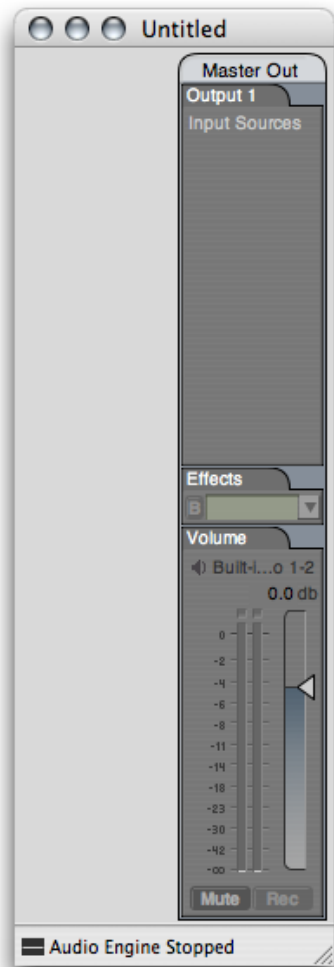 Untitled
Master Out
Output 1
Input Sources
Effects
B
Volume
Built-i...o 1-2
0.0 db
0
-2
-4
-6
-8
-11
-14
-18
-23
-30
-42
-∞
Mute Rec
Audio Engine Stopped